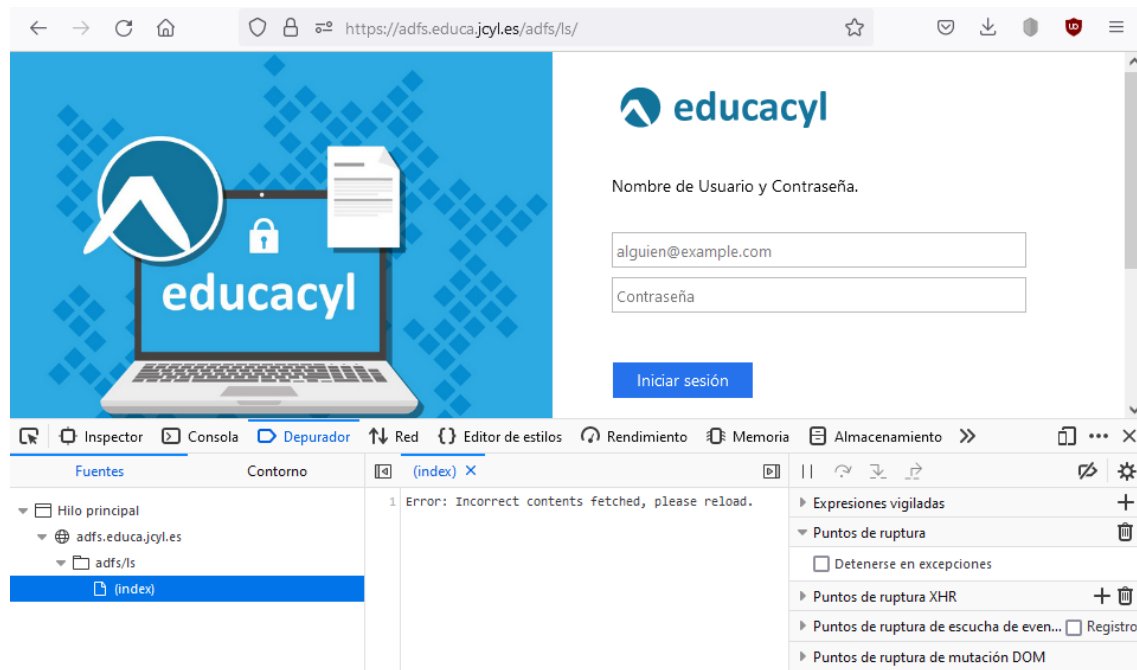 https://adfs.educa.jcyl.es/adfs/ls/
educacyl
educacyl
Nombre de Usuario y Contraseña.
alguien@example.com
Contraseña
Iniciar sesión
Inspector Consola Depurador Red Editor de estilos Rendimiento Memoria Almacenamiento
Fuentes Contorno
(index)
Hilo principal
adfs.educa.jcyl.es
adfs/ls
(index)
1 Error: Incorrect contents fetched, please reload.
Expresiones vigiladas
Puntos de ruptura
Detenerse en excepciones
Puntos de ruptura XHR
Puntos de ruptura de escucha de even... Registro
Puntos de ruptura de mutación DOM